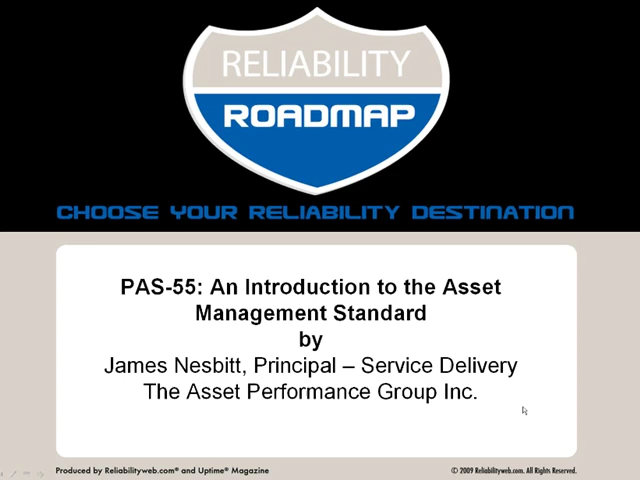 RELIABILITY
ROADMAP
CHOOSE YOUR RELIABILITY DESTINATION
PAS-55: An Introduction to the Asset
Management Standard
by
James Nesbitt, Principal – Service Delivery
The Asset Performance Group Inc.
Produced by Reliabilityweb.com® and Uptime® Magazine
© 2009 Reliabilityweb.com. All Rights Reserved.